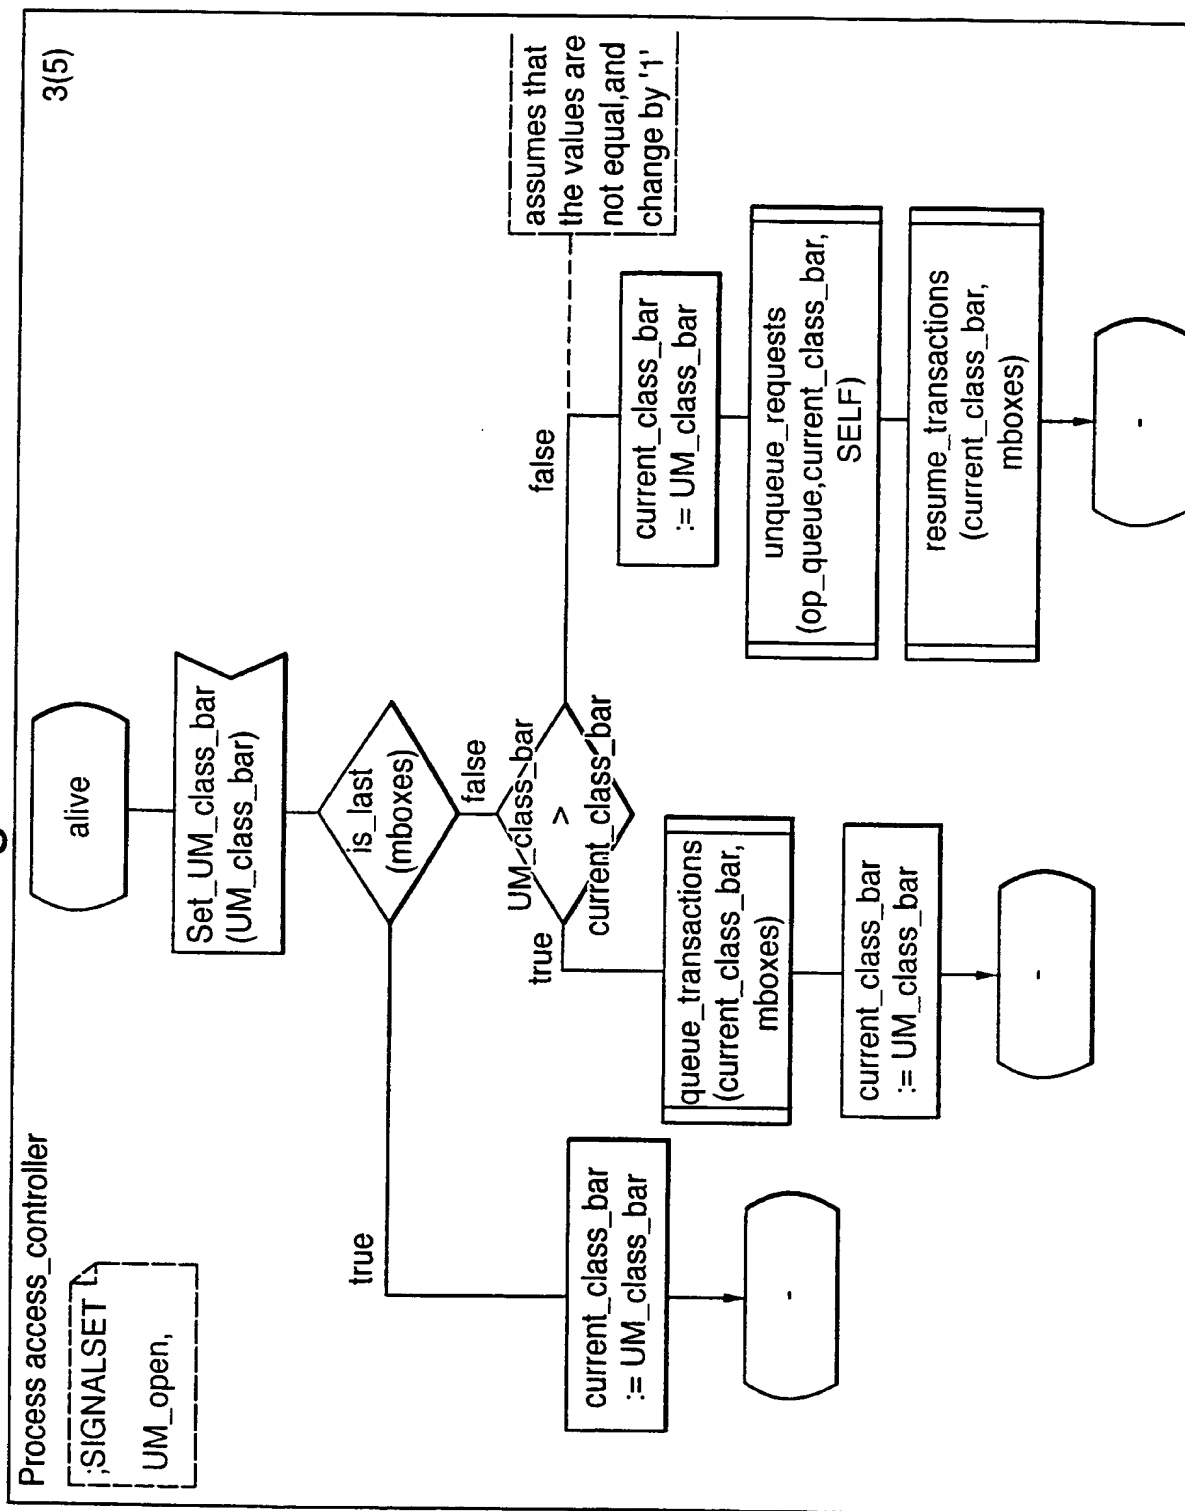 Process access_controller
3(5)
;SIGNALSET
UM_open,
alive
Set_UM_class_bar
(UM_class_bar)
is_last
(mboxes)
true
false
current_class_bar
:= UM_class_bar
-
UM_class_bar
>
current_class_bar
true
false
queue_transactions
(current_class_bar,
mboxes)
current_class_bar
:= UM_class_bar
-
assumes that
the values are
not equal,and
change by '1'
current_class_bar
:= UM_class_bar
unqueue_requests
(op_queue,current_class_bar,
SELF)
resume_transactions
(current_class_bar,
mboxes)
-